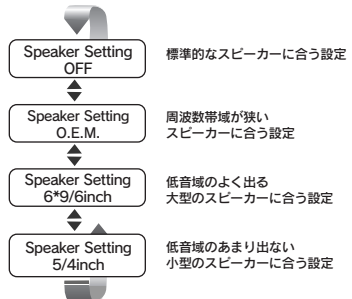 Speaker Setting
OFF
標準的なスピーカーに合う設定
Speaker Setting
O.E.M.
周波数帯域が狭い
スピーカーに合う設定
Speaker Setting
6*9/6inch
低音域のよく出る
大型のスピーカーに合う設定
Speaker Setting
5/4inch
低音域のあまり出ない
小型のスピーカーに合う設定